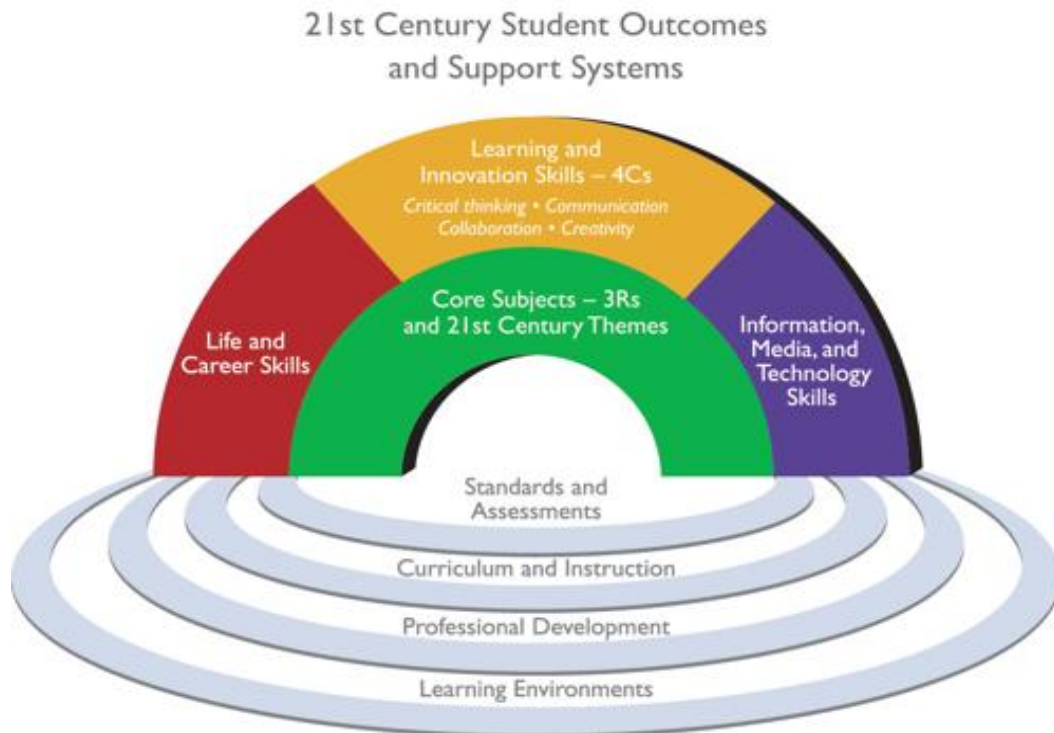 21st Century Student Outcomes
and Support Systems
Learning and
Innovation Skills – 4Cs
Critical thinking • Communication
Collaboration • Creativity
Core Subjects – 3Rs
and 21st Century Themes
Life and
Career Skills
Information,
Media, and
Technology
Skills
Standards and
Assessments
Curriculum and Instruction
Professional Development
Learning Environments